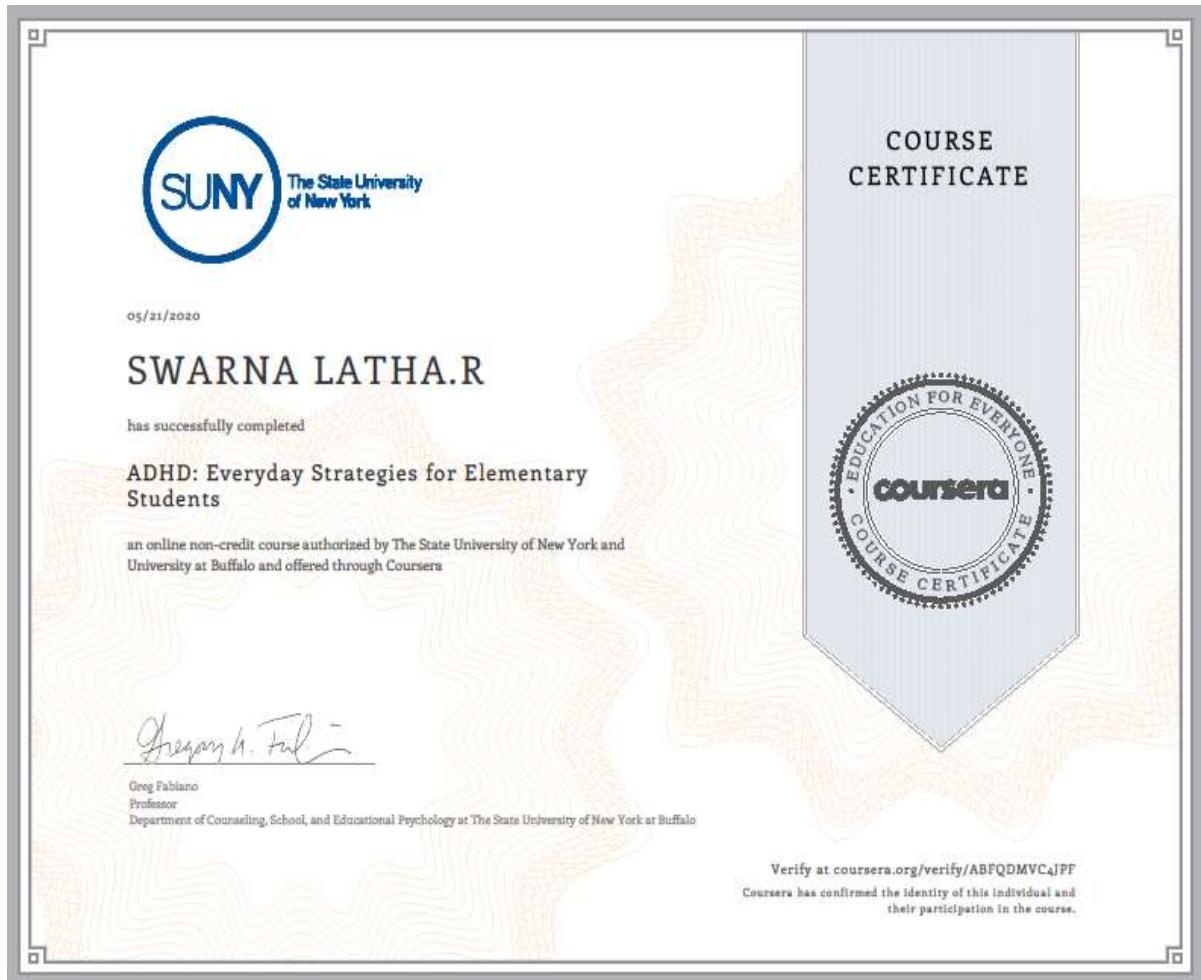 SUNY
The State University
of New York
05/21/2020
SWARNA LATHA.R
has successfully completed
ADHD: Everyday Strategies for Elementary
Students
an online non-credit course authorized by The State University of New York and
University at Buffalo and offered through Coursera
Gregory A. Fabiano
Greg Fabiano
Professor
Department of Counseling, School, and Educational Psychology at The State University of New York at Buffalo
COURSE
CERTIFICATE
EDUCATION FOR EVERYONE
coursera
COURSE CERTIFICATE
Verify at coursera.org/verify/ABFQDMVC4JPF
Coursera has confirmed the identity of this individual and
their participation in the course.